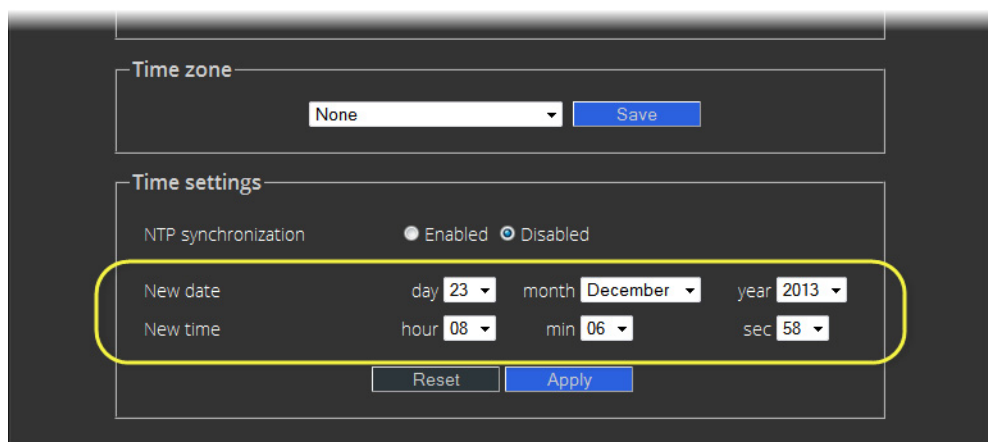 Time zone
None Save
Time settings
NTP synchronization Enabled Disabled
New date day 23 month December year 2013
New time hour 08 min 06 sec 58
Reset Apply